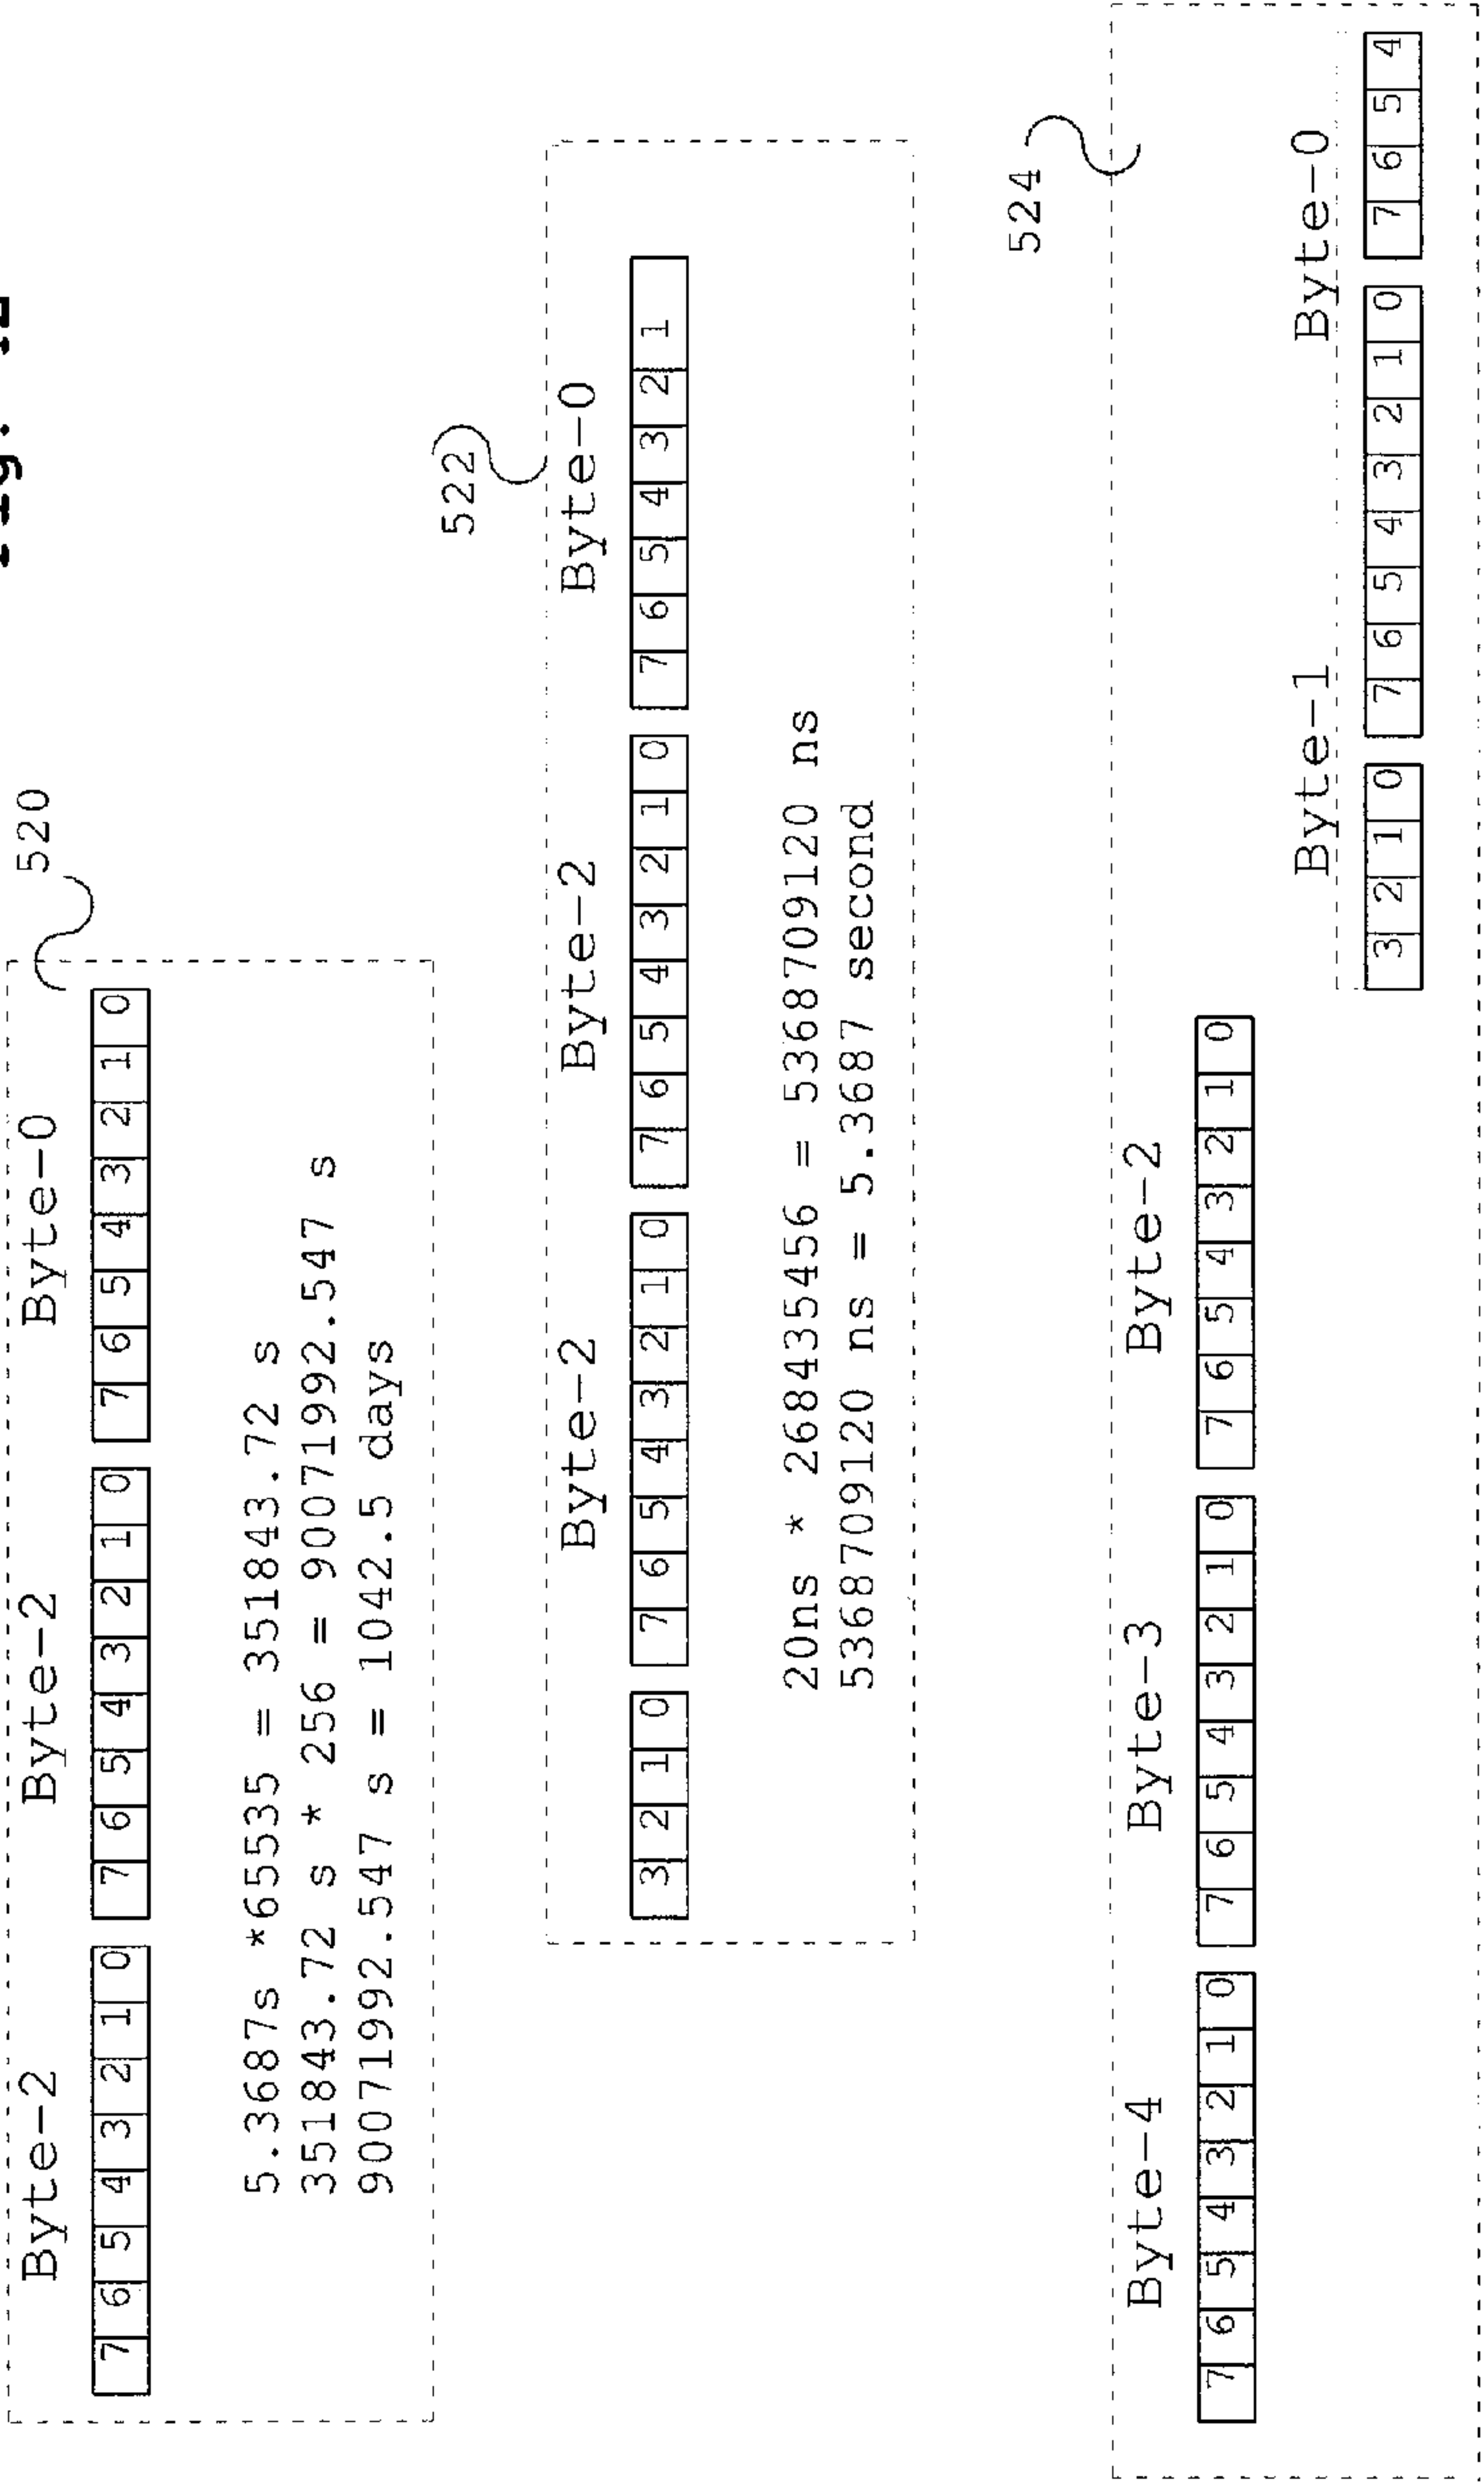 520
Byte-2 Byte-2 Byte-0
7 6 5 4 3 2 1 0 7 6 5 4 3 2 1 0 7 6 5 4 3 2 1 0
5.3687s *65535 = 351843.72 s
351843.72 s * 256 = 90071992.547 s
90071992.547 s = 1042.5 days
522
Byte-2 Byte-2 Byte-0
3 2 1 0 7 6 5 4 3 2 1 0 7 6 5 4 3 2 1 0 7 6 5 4 3 2 1
20ns * 268435456 = 5368709120 ns
5368709120 ns = 5.3687 second
524
Byte-4 Byte-3 Byte-2
7 6 5 4 3 2 1 0 7 6 5 4 3 2 1 0 7 6 5 4 3 2 1 0
Byte-1 Byte-0
3 2 1 0 7 6 5 4 3 2 1 0 7 6 5 4